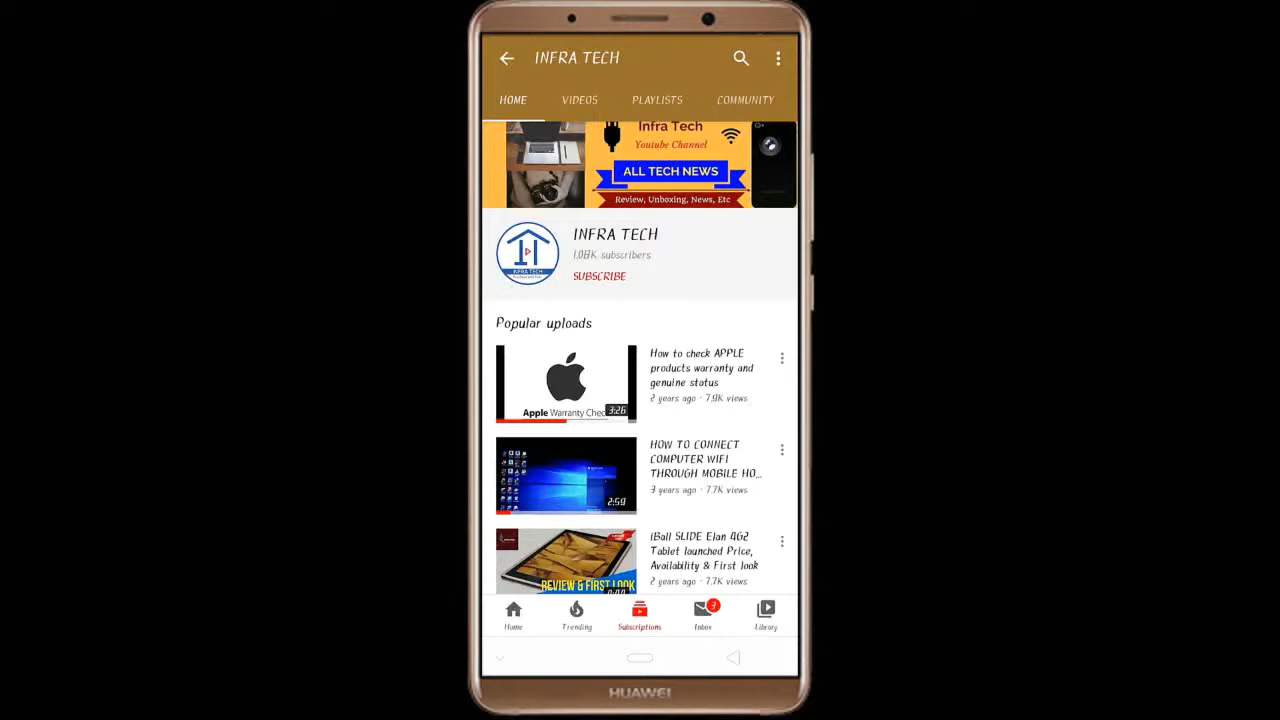 INFRA TECH
HOME VIDEOS PLAYLISTS COMMUNITY
Infra Tech
Youtube Channel
ALL TECH NEWS
Review, Unboxing, News, Etc
INFRA TECH
1.08K subscribers
SUBSCRIBE
INFRA TECH
Popular uploads
How to check APPLE
products warranty and
genuine status
2 years ago · 7.9K views
Apple Warranty Chec
3:26
HOW TO CONNECT
COMPUTER WIFI
THROUGH MOBILE HO...
3 years ago · 7.7K views
2:59
iBall SLIDE Elan 4G2
Tablet launched Price,
Availability & First look
2 years ago · 7.7K views
REVIEW & FIRST LOOK
Home Trending Subscriptions Inbox Library
HUAWEI